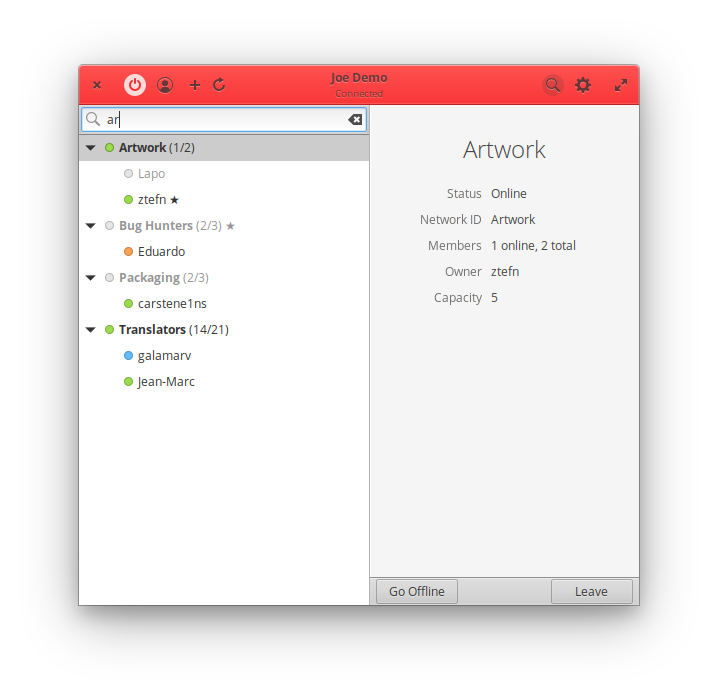 Joe Demo
Connected
ar
Artwork (1/2)
Lapo
ztefn ★
Bug Hunters (2/3) ★
Eduardo
Packaging (2/3)
carstene1ns
Translators (14/21)
galamarv
Jean-Marc
Artwork
Status Online
Network ID Artwork
Members 1 online, 2 total
Owner ztefn
Capacity 5
Go Offline
Leave